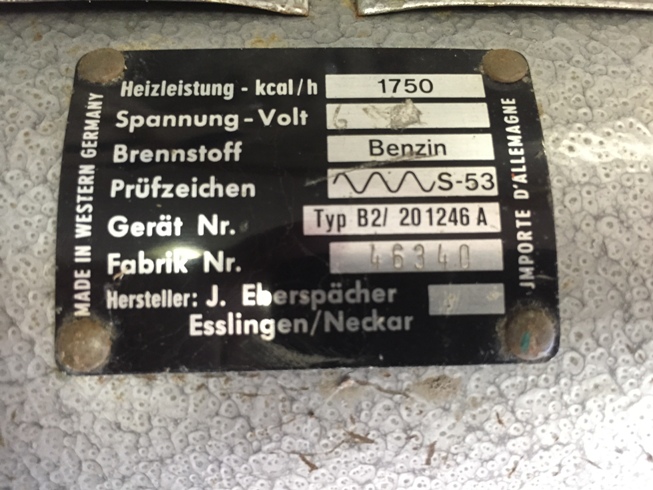 Heizleistung - kcal/h 1750
Spannung-Volt 6
Brennstoff Benzin
Prüfzeichen S-53
Gerät Nr. Typ B2/ 201246 A
Fabrik Nr. 46340
Hersteller: J. Eberspächer
Esslingen/Neckar
MADE IN WESTERN GERMANY
JMPORTE D'ALLEMAGNE